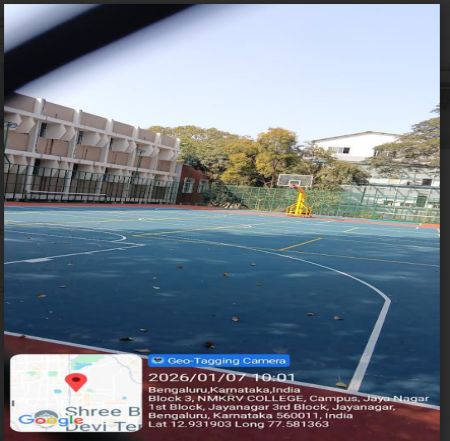 Geo-Tagging Camera
2026/01/07 10:01
Bengaluru,Karnataka,India
Block 3, NMKRV COLLEGE, Campus, Jaya Nagar
1st Block, Jayanagar 3rd Block, Jayanagar,
Bengaluru, Karnataka 560011, India
Lat 12.931903 Long 77.581363
Shree B
Devi Te
Google